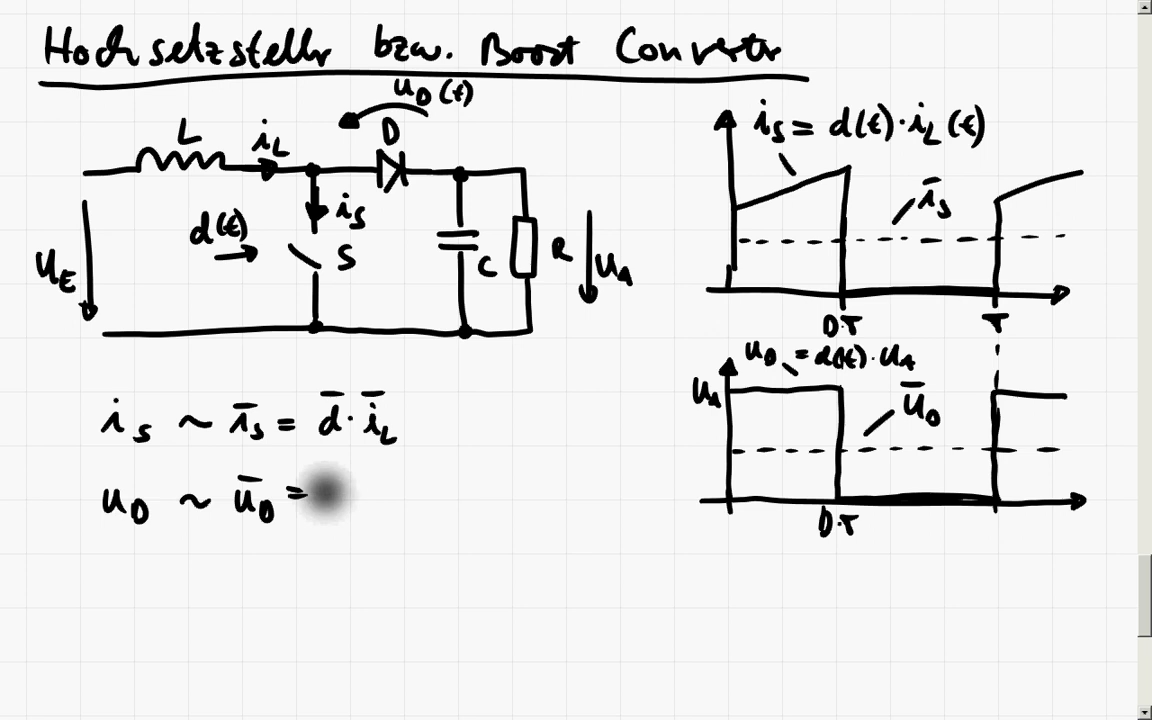 Hochsetzsteller bzw. Boost Converter
u_D(t)
L
i_L
D
i_S = d(t)·i_L(t)
i_S
d(t)
S
ī_S
U_E
C
R
U_A
D·T
T
u_D = d(t)·u_A
U_A
ū_D
i_S ~ ī_S = d̄·ī_L
u_D ~ ū_D =
D·T